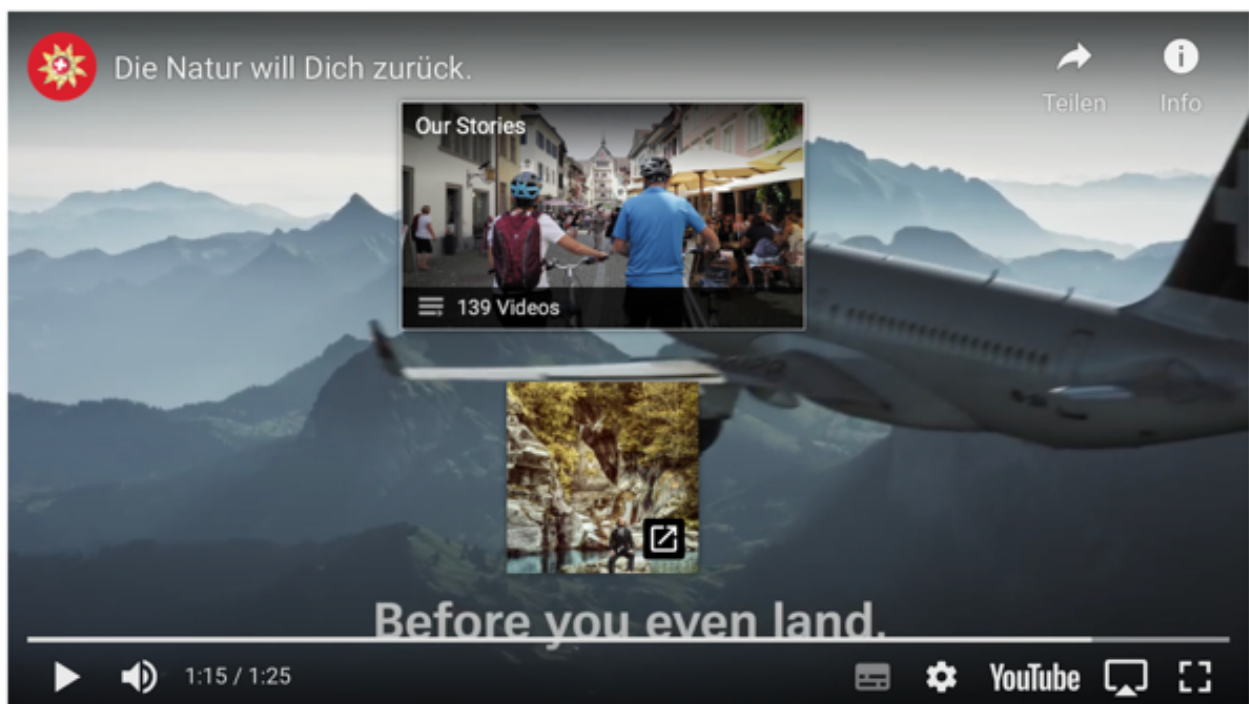 Die Natur will Dich zurück.
Teilen
Info
Our Stories
139 Videos
Before you even land.
1:15 / 1:25
YouTube